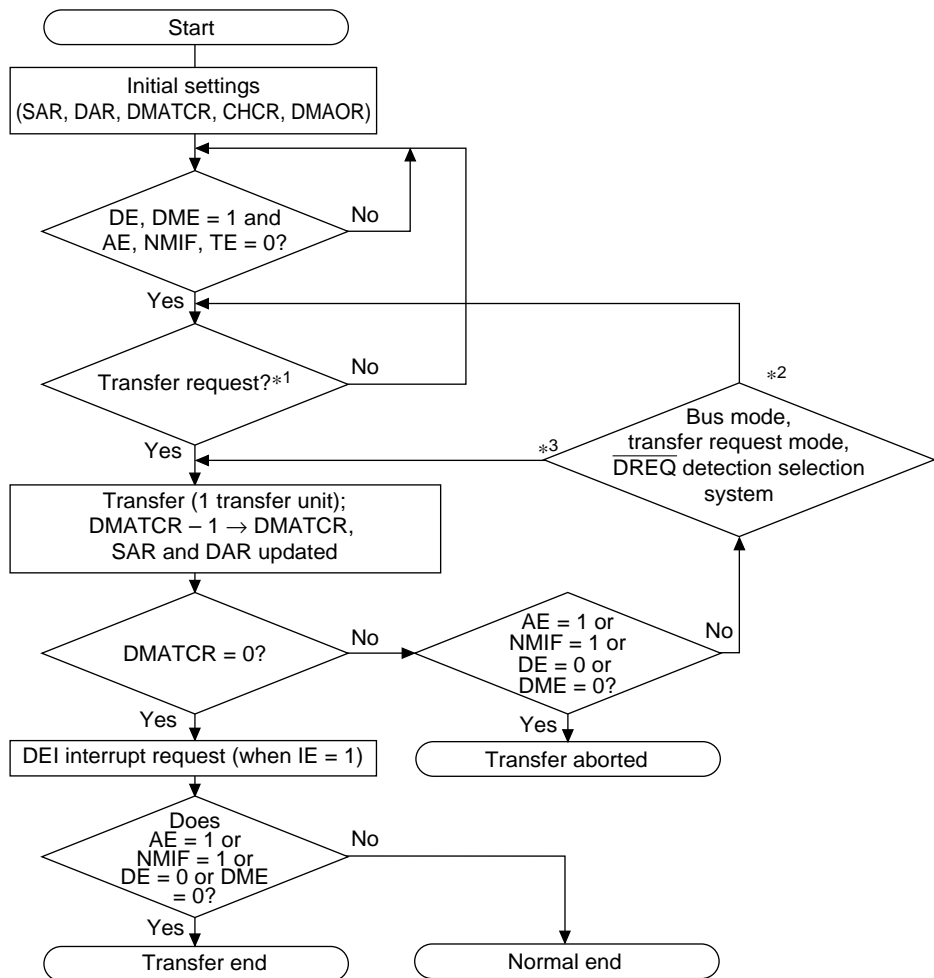 Start
Initial settings
(SAR, DAR, DMATCR, CHCR, DMAOR)
DE, DME = 1 and
AE, NMIF, TE = 0?
No
Yes
Transfer request?*1
No
Yes
*2
Bus mode,
transfer request mode,
DREQ detection selection
system
*3
Transfer (1 transfer unit);
DMATCR – 1 → DMATCR,
SAR and DAR updated
DMATCR = 0?
No
Yes
AE = 1 or
NMIF = 1 or
DE = 0 or
DME = 0?
No
Yes
Transfer aborted
DEI interrupt request (when IE = 1)
Does
AE = 1 or
NMIF = 1 or
DE = 0 or DME
= 0?
No
Yes
Transfer end
Normal end